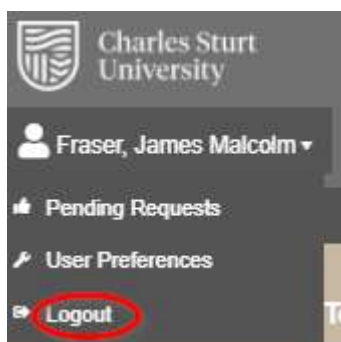 Charles Sturt
University
Fraser, James Malcolm
Pending Requests
User Preferences
Logout